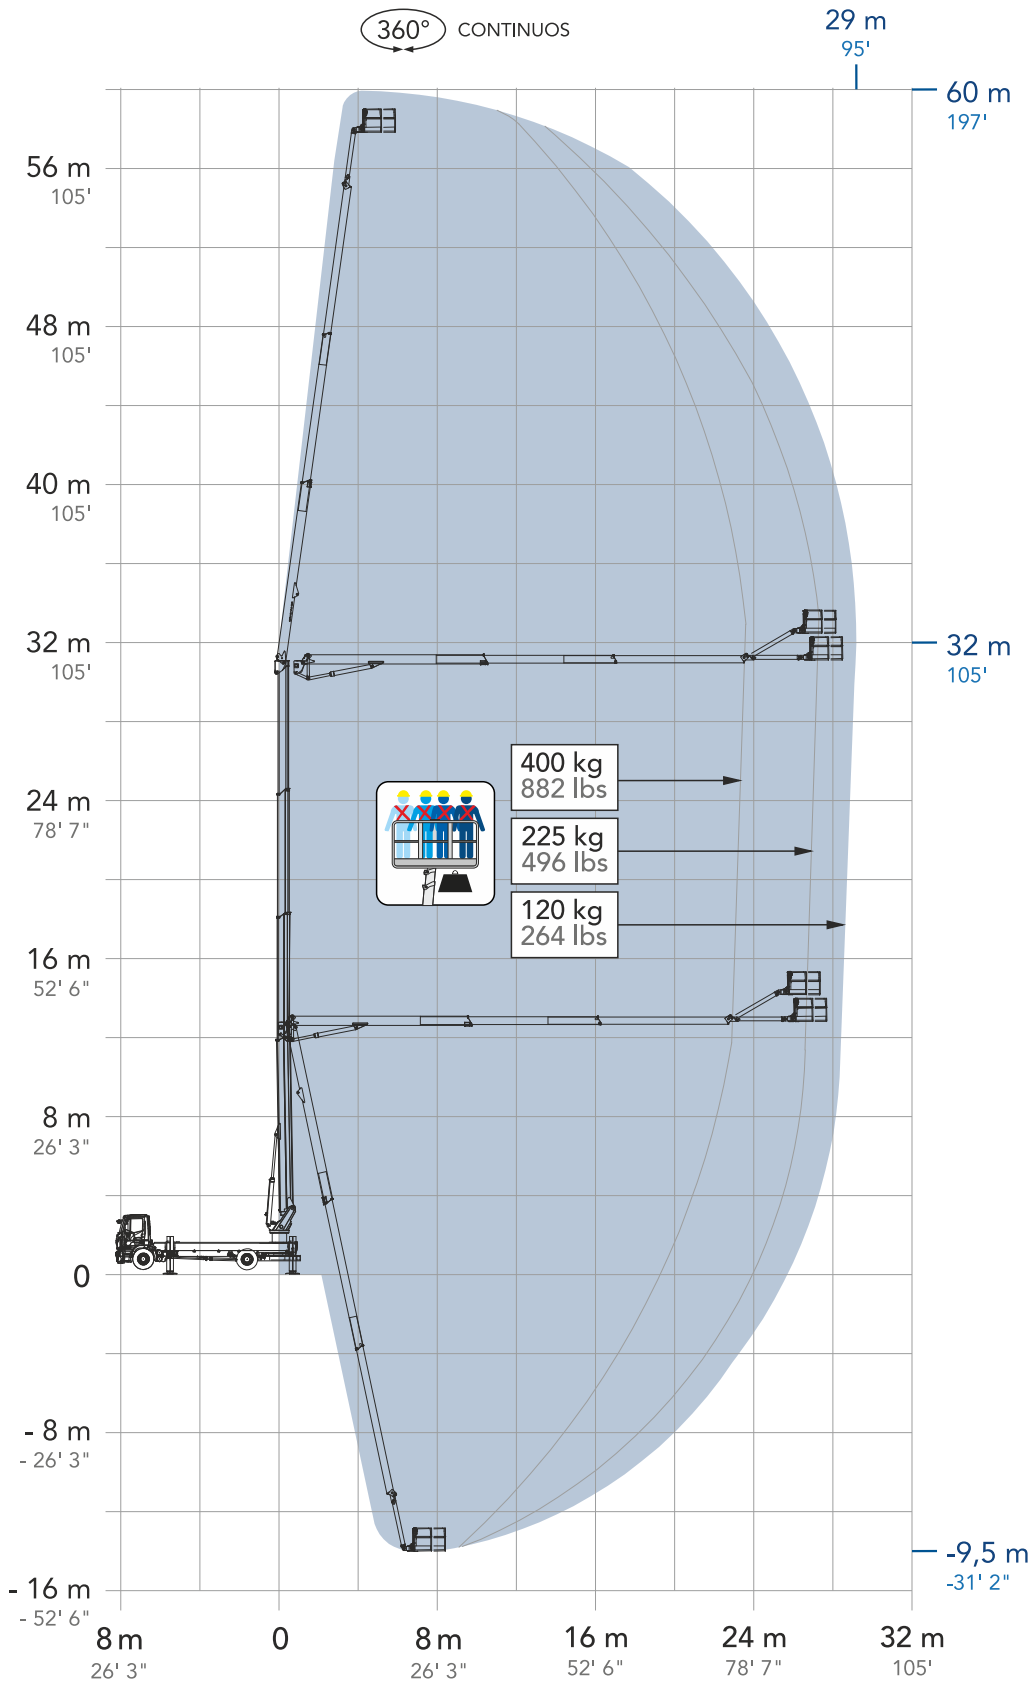 360° CONTINUOS
29 m
95'
60 m
197'
56 m
105'
48 m
105'
40 m
105'
32 m
105'
32 m
105'
400 kg
882 lbs
24 m
78' 7"
225 kg
496 lbs
120 kg
264 lbs
16 m
52' 6"
8 m
26' 3"
0
- 8 m
- 26' 3"
-9,5 m
-31' 2"
- 16 m
- 52' 6"
8 m 0 8 m 16 m 24 m 32 m
26' 3" 26' 3" 52' 6" 78' 7" 105'